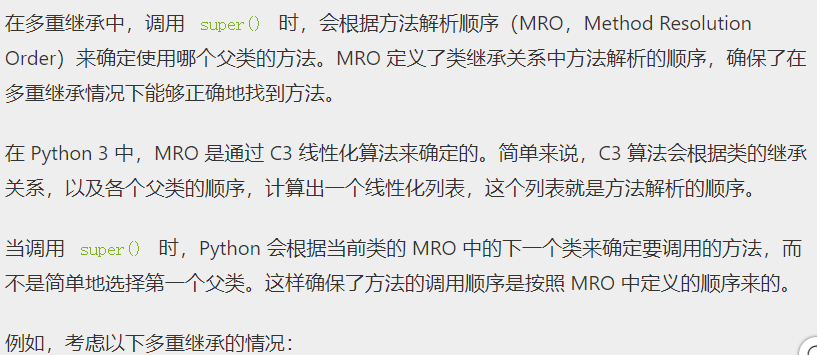 在多重继承中，调用 super() 时，会根据方法解析顺序（MRO，Method Resolution
Order）来确定使用哪个父类的方法。MRO 定义了类继承关系中方法解析的顺序，确保了在
多重继承情况下能够正确地找到方法。
在 Python 3 中，MRO 是通过 C3 线性化算法来确定的。简单来说，C3 算法会根据类的继承
关系，以及各个父类的顺序，计算出一个线性化列表，这个列表就是方法解析的顺序。
当调用 super() 时，Python 会根据当前类的 MRO 中的下一个类来确定要调用的方法，而
不是简单地选择第一个父类。这样确保了方法的调用顺序是按照 MRO 中定义的顺序来的。
例如，考虑以下多重继承的情况：